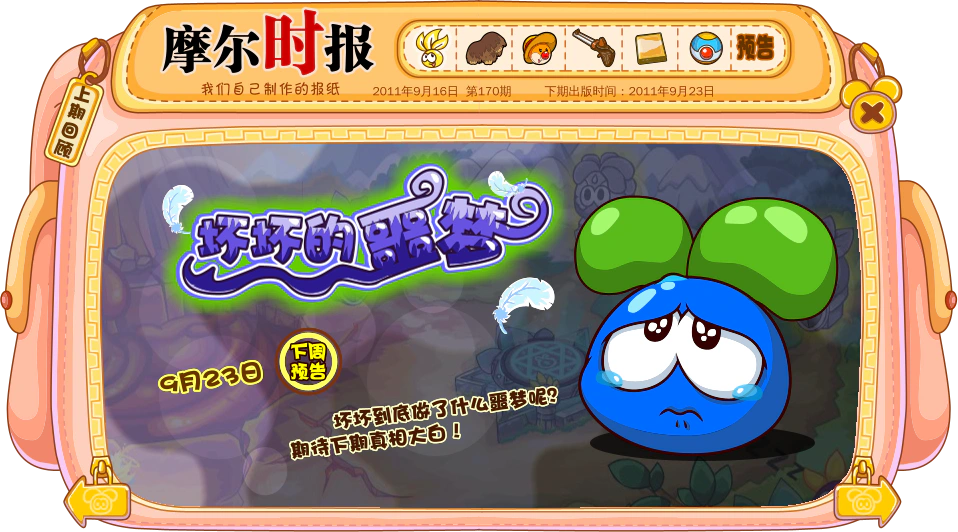 摩尔时报
预告
我们自己制作的报纸
2011年9月16日 第170期
下期出版时间：2011年9月23日
上期回顾
坏坏的噩梦
9月23日
下周
预告
坏坏到底做了什么噩梦呢？
期待下期真相大白！